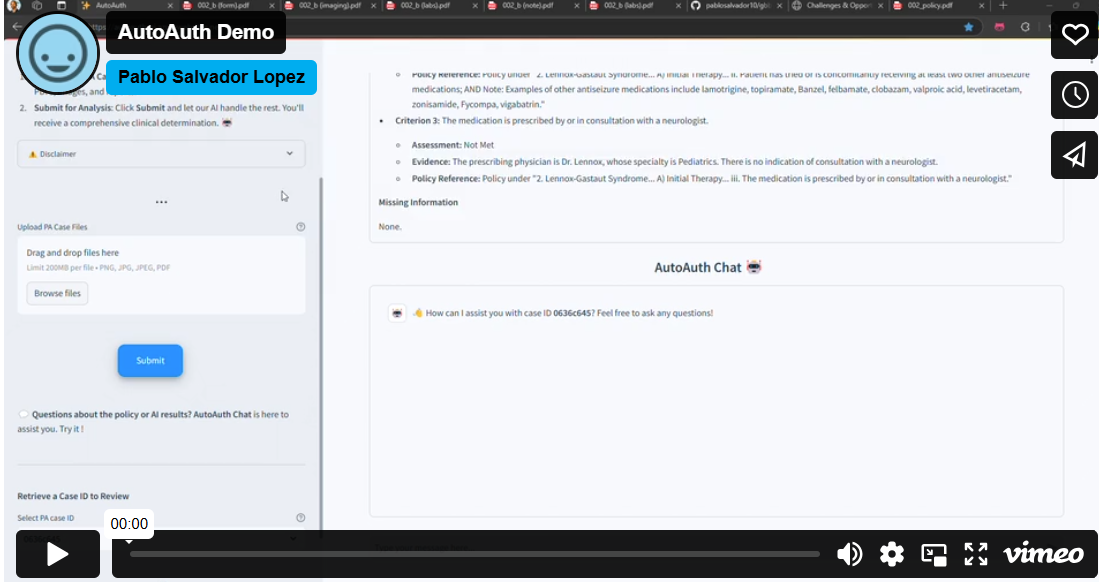 AutoAuth
002_b (form).pdf
002_b (imaging).pdf
002_b (labs).pdf
002_b (note).pdf
002_b (labs).pdf
pablosalvador10/gbb
Challenges & Oppor
002_policy.pdf
AutoAuth Demo
Pablo Salvador Lopez
2. Submit for Analysis: Click Submit and let our AI handle the rest. You'll
receive a comprehensive clinical determination.
Disclaimer
...
Upload PA Case Files
Drag and drop files here
Limit 200MB per file • PNG, JPG, JPEG, PDF
Browse files
Submit
Questions about the policy or AI results? AutoAuth Chat is here to
assist you. Try it !
Retrieve a Case ID to Review
Select PA case ID
Policy Reference: Policy under "2. Lennox-Gastaut Syndrome... A) Initial Therapy... ii. Patient has tried or is concomitantly receiving at least two other antiseizure
medications; AND Note: Examples of other antiseizure medications include lamotrigine, topiramate, Banzel, felbamate, clobazam, valproic acid, levetiracetam,
zonisamide, Fycompa, vigabatrin."
Criterion 3: The medication is prescribed by or in consultation with a neurologist.
Assessment: Not Met
Evidence: The prescribing physician is Dr. Lennox, whose specialty is Pediatrics. There is no indication of consultation with a neurologist.
Policy Reference: Policy under "2. Lennox-Gastaut Syndrome... A) Initial Therapy... iii. The medication is prescribed by or in consultation with a neurologist."
Missing Information
None.
AutoAuth Chat
How can I assist you with case ID 0636c645? Feel free to ask any questions!
00:00
vimeo